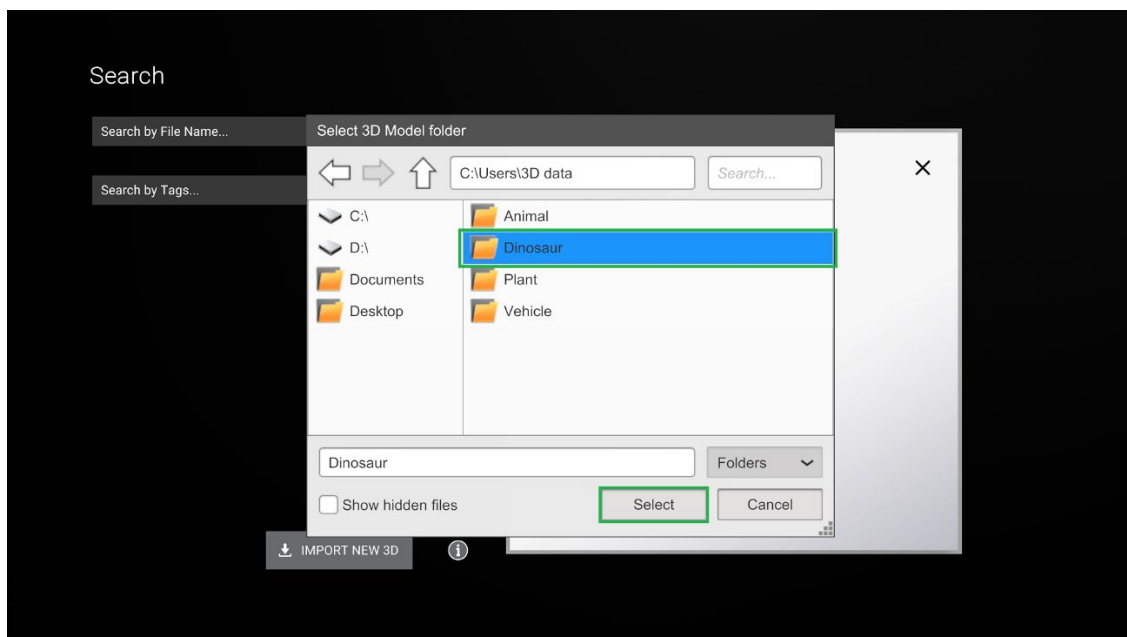 Search
Search by File Name...
Search by Tags...
Select 3D Model folder
C:\Users\3D data
Search...
C:\
D:\
Documents
Desktop
Animal
Dinosaur
Plant
Vehicle
Dinosaur
Folders
Show hidden files
Select
Cancel
IMPORT NEW 3D
i